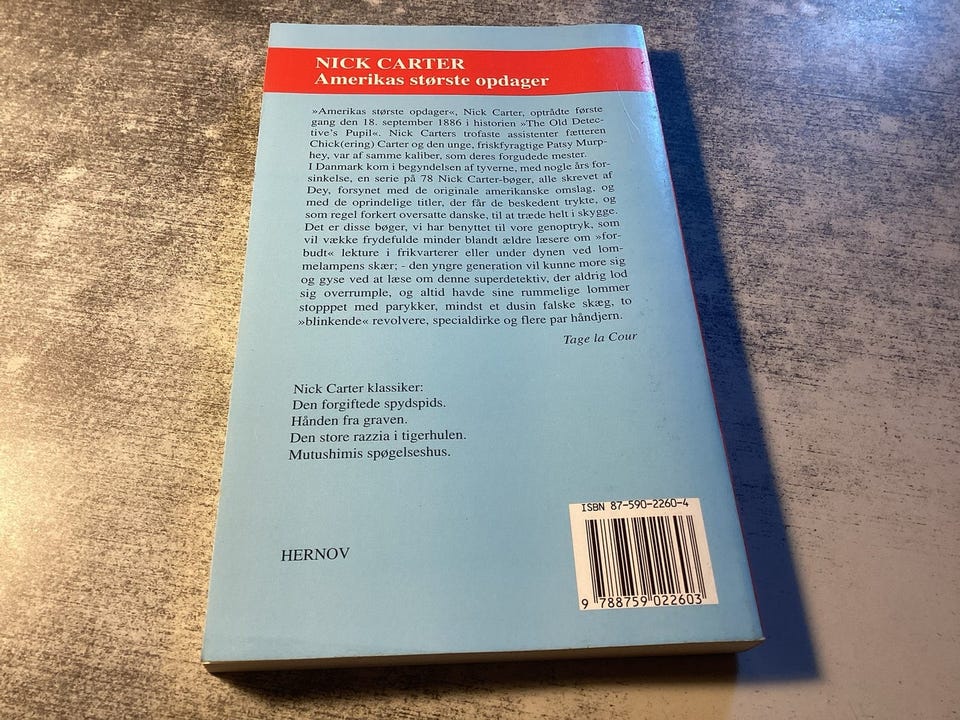 NICK CARTER
Amerikas største opdager
»Amerikas største opdager«, Nick Carter, optrådte første
gang den 18. september 1886 i historien »The Old Detec-
tive's Pupil«. Nick Carters trofaste assistenter fætteren
Chick(ering) Carter og den unge, friskfyragtige Patsy Murp-
hey, var af samme kaliber, som deres forgudede mester.
I Danmark kom i begyndelsen af tyverne, med nogle års for-
sinkelse, en serie på 78 Nick Carter-bøger, alle skrevet af
Dey, forsynet med de originale amerikanske omslag, og
med de oprindelige titler, der får de beskedent trykte, og
som regel forkert oversatte danske, til at træde helt i skygge.
Det er disse bøger, vi har benyttet til vore genoptryk, som
vil vække frydefulde minder blandt ældre læsere om »for-
budt« lekture i frikvarterer eller under dynen ved lom-
melampens skær; - den yngre generation vil kunne more sig
og gyse ved at læse om denne superdetektiv, der aldrig lod
sig overrumple, og altid havde sine rummelige lommer
stopppet med parykker, mindst et dusin falske skæg, to
»blinkende« revolvere, specialdirke og flere par håndjern.
Tage la Cour
Nick Carter klassiker:
Den forgiftede spydspids.
Hånden fra graven.
Den store razzia i tigerhulen.
Mutushimis spøgelseshus.
HERNOV
ISBN 87-590-2260-4
9 788759 022603